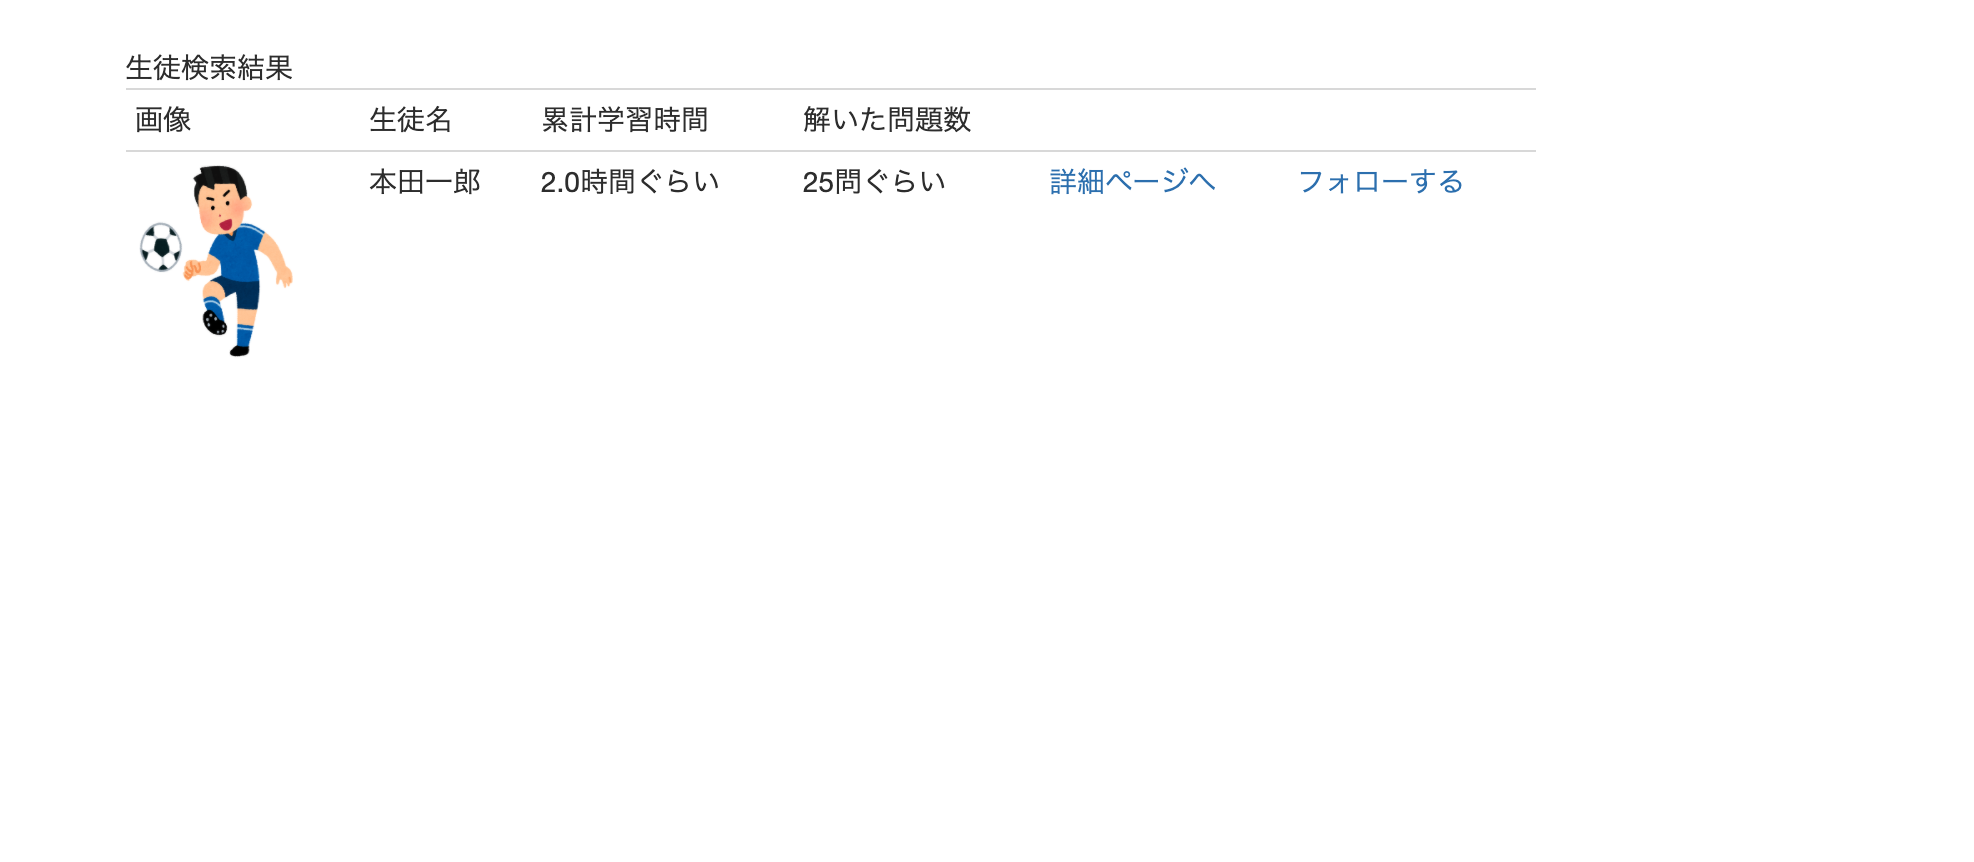 生徒検索結果
画像 生徒名 累計学習時間 解いた問題数
本田一郎 2.0時間ぐらい 25問ぐらい 詳細ページへ フォローする